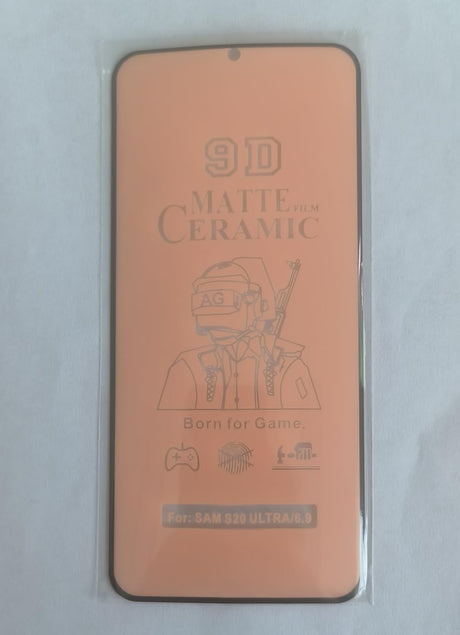 9D
MATTE FILM
CERAMIC
AG
Born for Game.
For: SAM S20 ULTRA/6.9